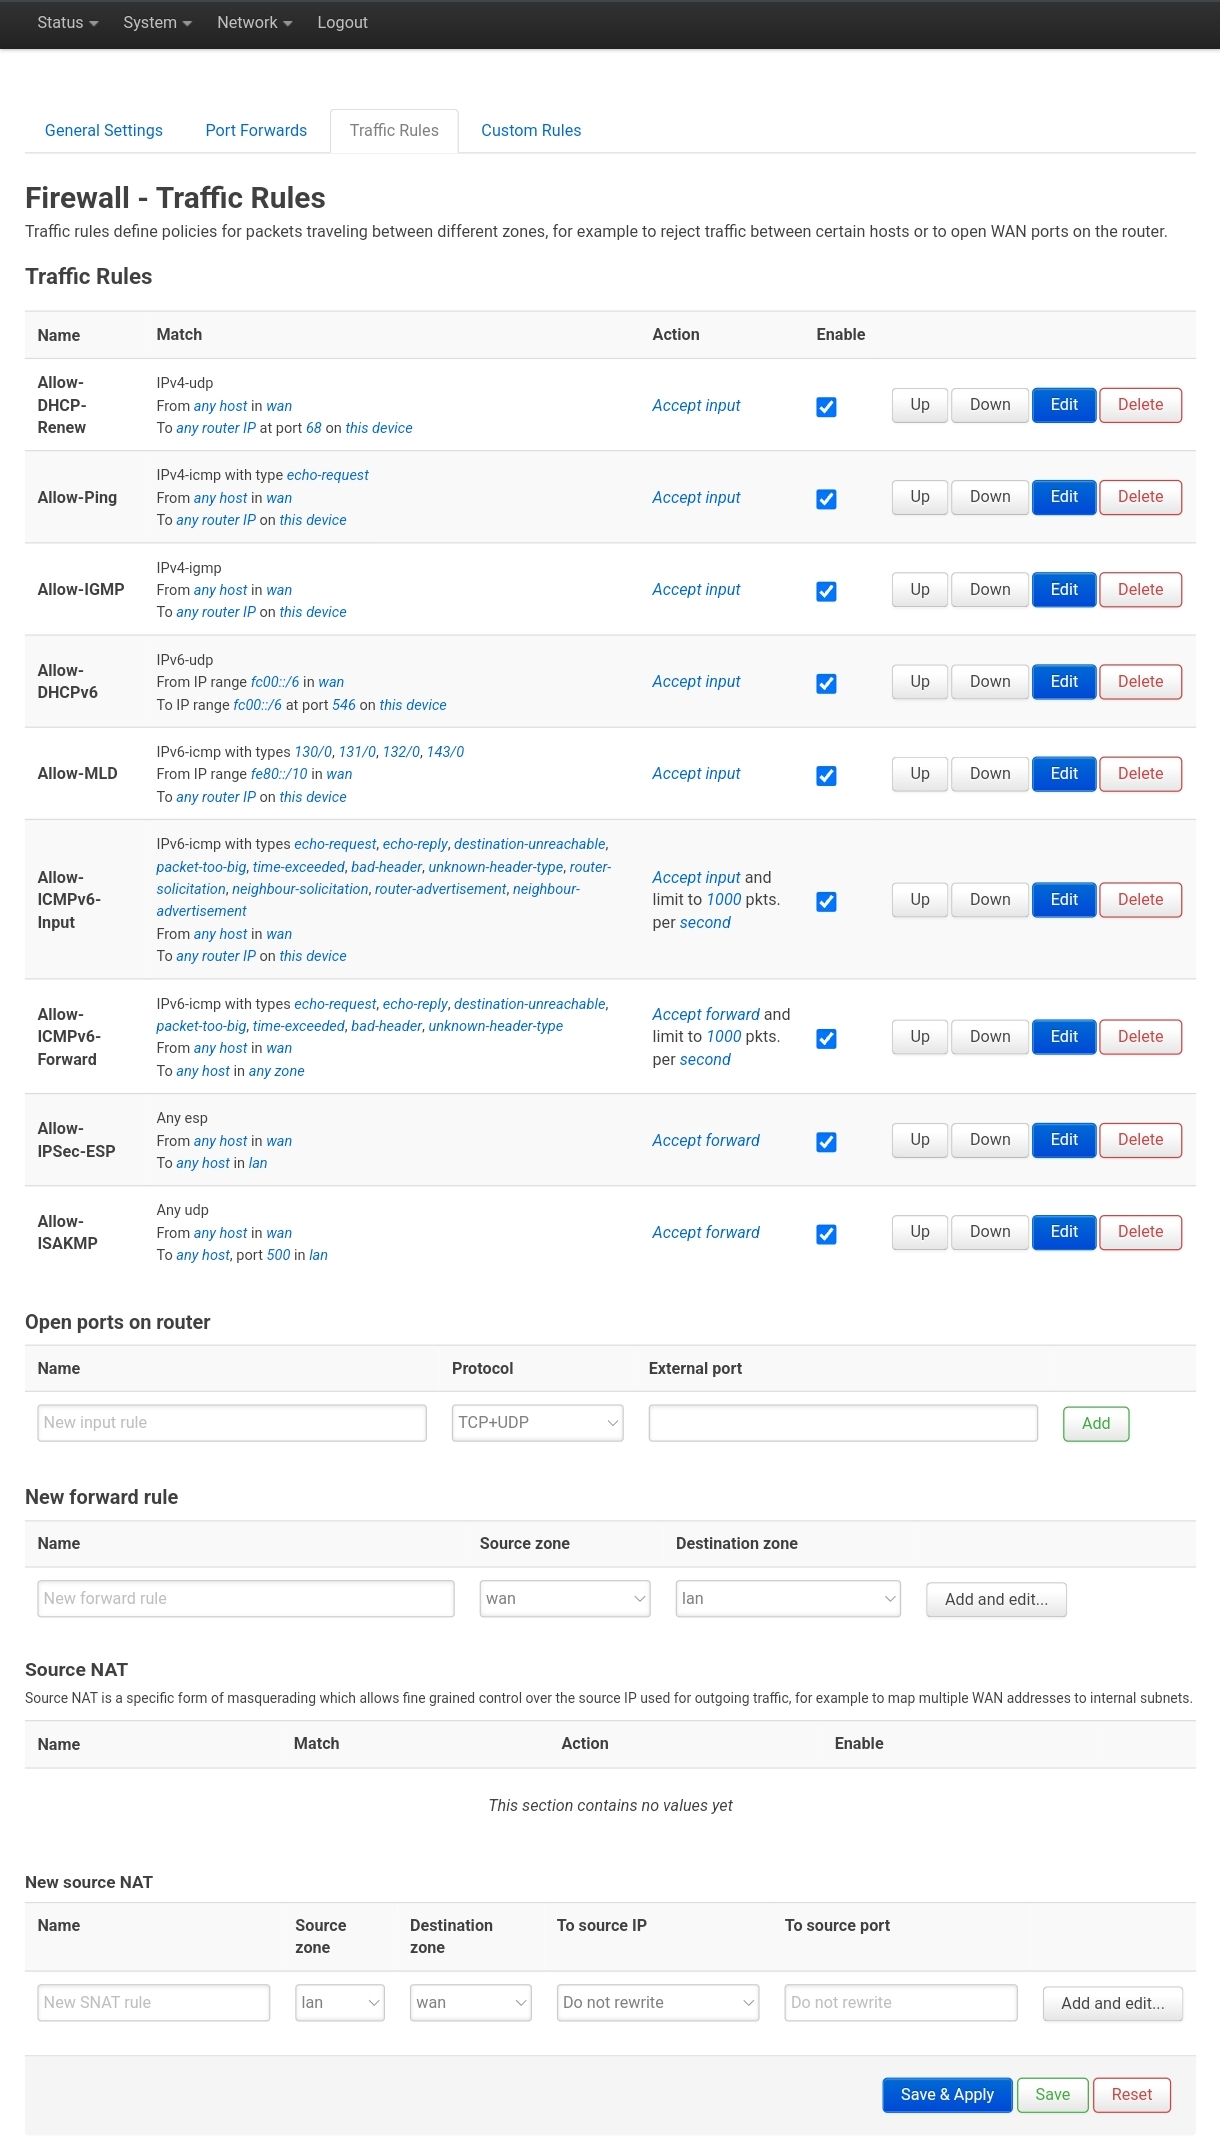 Status System Network Logout
General Settings Port Forwards Traffic Rules Custom Rules
Firewall - Traffic Rules
Traffic rules define policies for packets traveling between different zones, for example to reject traffic between certain hosts or to open WAN ports on the router.
Traffic Rules
Name Match Action Enable
Allow-
DHCP-
Renew
IPv4-udp
From any host in wan
To any router IP at port 68 on this device
Accept input
Up Down Edit Delete
Allow-Ping
IPv4-icmp with type echo-request
From any host in wan
To any router IP on this device
Accept input
Up Down Edit Delete
Allow-IGMP
IPv4-igmp
From any host in wan
To any router IP on this device
Accept input
Up Down Edit Delete
Allow-
DHCPv6
IPv6-udp
From IP range fc00::/6 in wan
To IP range fc00::/6 at port 546 on this device
Accept input
Up Down Edit Delete
Allow-MLD
IPv6-icmp with types 130/0, 131/0, 132/0, 143/0
From IP range fe80::/10 in wan
To any router IP on this device
Accept input
Up Down Edit Delete
Allow-
ICMPv6-
Input
IPv6-icmp with types echo-request, echo-reply, destination-unreachable,
packet-too-big, time-exceeded, bad-header, unknown-header-type, router-
solicitation, neighbour-solicitation, router-advertisement, neighbour-
advertisement
From any host in wan
To any router IP on this device
Accept input and
limit to 1000 pkts.
per second
Up Down Edit Delete
Allow-
ICMPv6-
Forward
IPv6-icmp with types echo-request, echo-reply, destination-unreachable,
packet-too-big, time-exceeded, bad-header, unknown-header-type
From any host in wan
To any host in any zone
Accept forward and
limit to 1000 pkts.
per second
Up Down Edit Delete
Allow-
IPSec-ESP
Any esp
From any host in wan
To any host in lan
Accept forward
Up Down Edit Delete
Allow-
ISAKMP
Any udp
From any host in wan
To any host, port 500 in lan
Accept forward
Up Down Edit Delete
Open ports on router
Name Protocol External port
New input rule TCP+UDP Add
New forward rule
Name Source zone Destination zone
New forward rule wan lan Add and edit...
Source NAT
Source NAT is a specific form of masquerading which allows fine grained control over the source IP used for outgoing traffic, for example to map multiple WAN addresses to internal subnets.
Name Match Action Enable
This section contains no values yet
New source NAT
Name
Source
zone
Destination
zone
To source IP
To source port
New SNAT rule lan wan Do not rewrite Do not rewrite Add and edit...
Save & Apply Save Reset